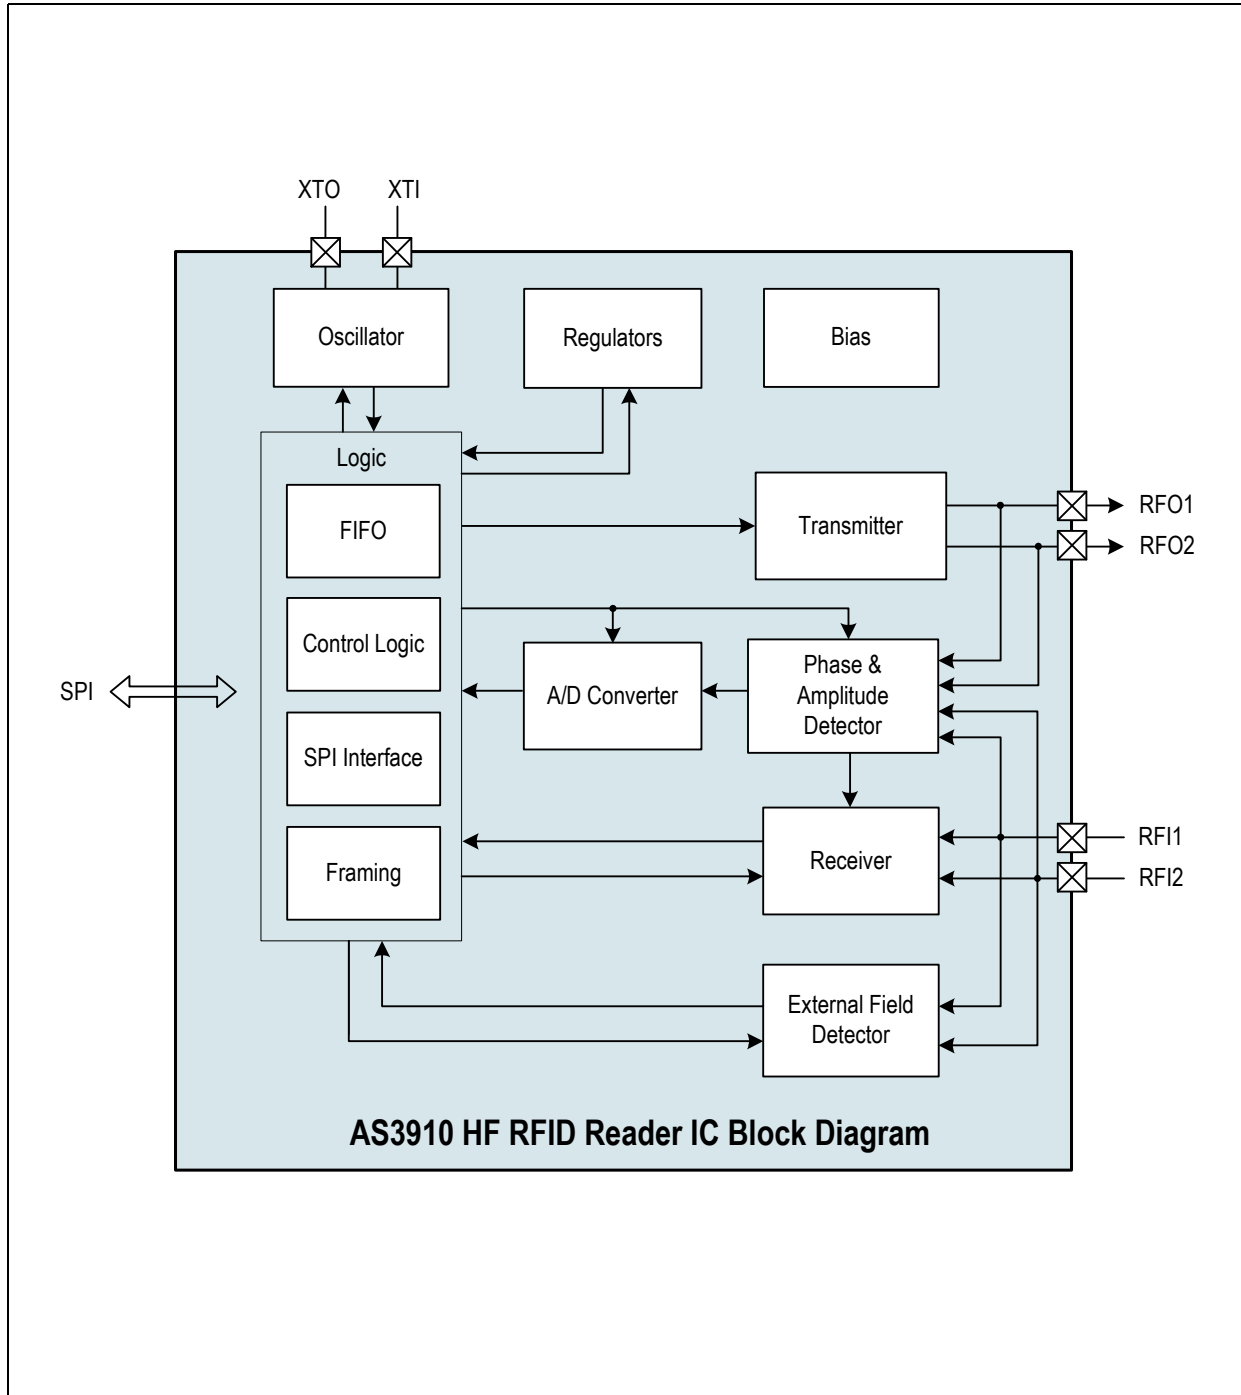 XTO
XTI
Oscillator
Regulators
Bias
Logic
FIFO
Control Logic
SPI Interface
Framing
SPI
Transmitter
RFO1
RFO2
A/D Converter
Phase &
Amplitude
Detector
Receiver
RFI1
RFI2
External Field
Detector
AS3910 HF RFID Reader IC Block Diagram